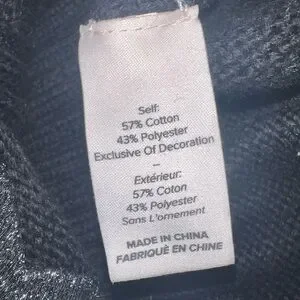 Self:
57% Cotton
43% Polyester
Exclusive Of Decoration
–
Extérieur:
57% Coton
43% Polyester
Sans L'ornement
MADE IN CHINA
FABRIQUÉ EN CHINE